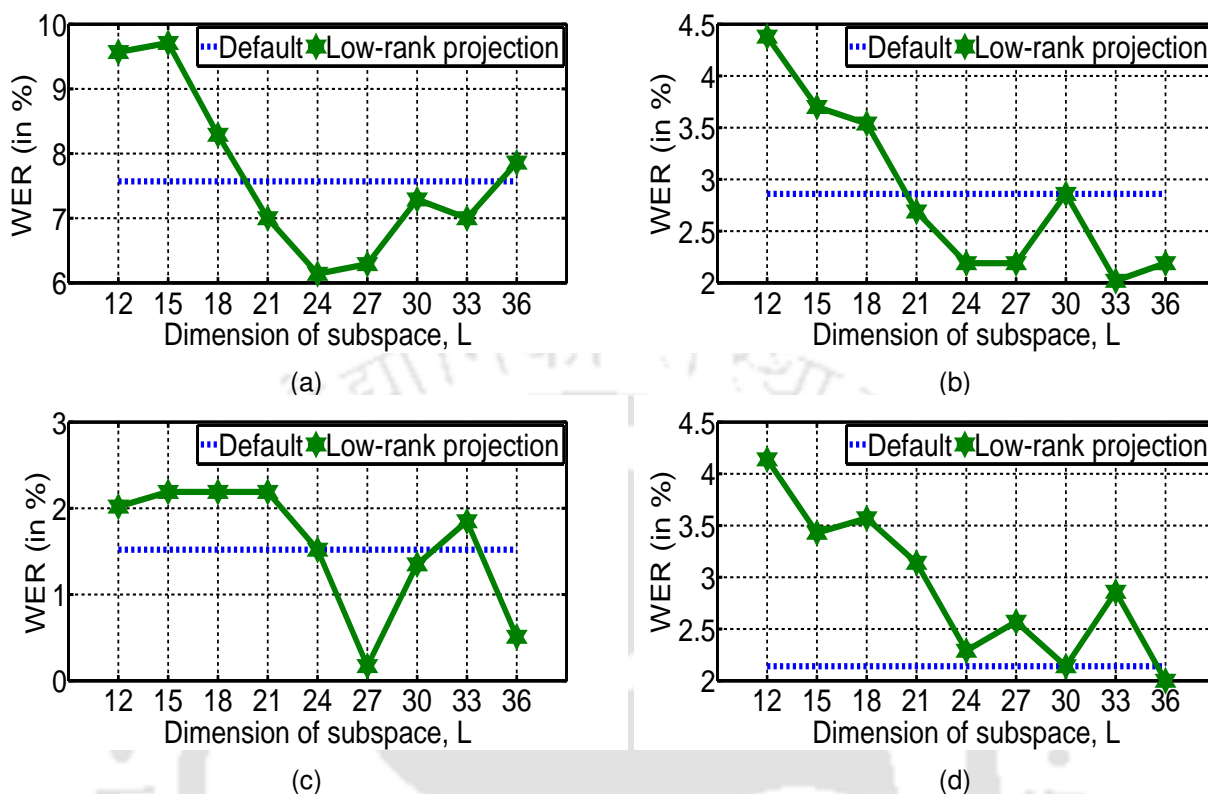 10
9
8
7
6
WER (in %)
Default Low-rank projection
12 15 18 21 24 27 30 33 36
Dimension of subspace, L
(a)
4.5
4
3.5
3
2.5
2
WER (in %)
Default Low-rank projection
12 15 18 21 24 27 30 33 36
Dimension of subspace, L
(b)
3
2
1
0
WER (in %)
Default Low-rank projection
12 15 18 21 24 27 30 33 36
Dimension of subspace, L
(c)
4.5
4
3.5
3
2.5
2
WER (in %)
Default Low-rank projection
12 15 18 21 24 27 30 33 36
Dimension of subspace, L
(d)